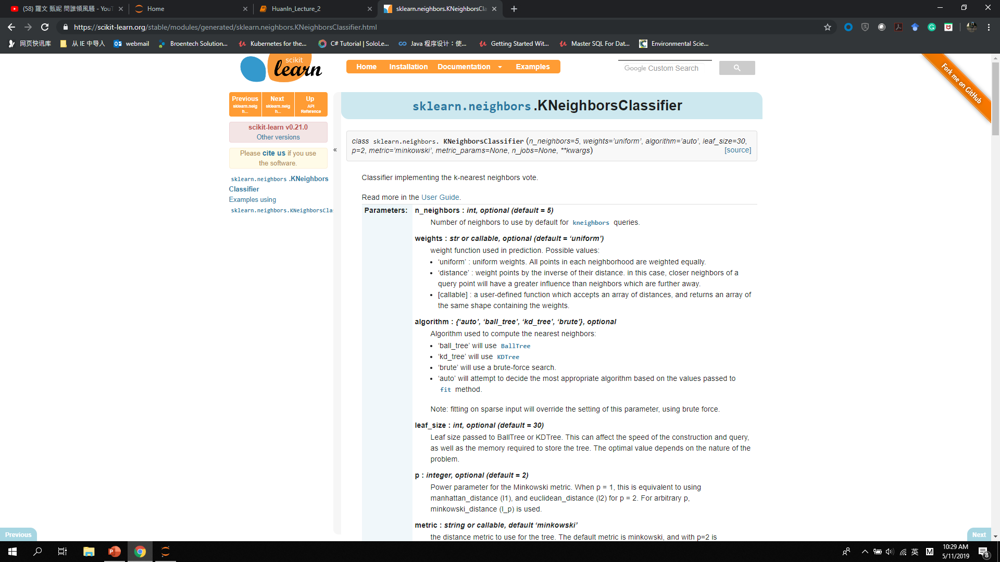 (58) 羅文 甄妮 問誰領風騷 - YouT
Home
HuanIn_Lecture_2
sklearn.neighbors.KNeighborsCla
https://scikit-learn.org/stable/modules/generated/sklearn.neighbors.KNeighborsClassifier.html
网页快讯库
从 IE 中导入
webmail
Broentech Solution...
Kubernetes for the...
C# Tutorial | SoloLe...
Java 程序设计：使...
Getting Started Wit...
Master SQL For Dat...
Environmental Scie...
scikit
learn
Home Installation Documentation Examples
Google Custom Search
Fork me on GitHub
Previous
sklearn.neig
h...
Next
sklearn.neig
h...
Up
API
Reference
scikit-learn v0.21.0
Other versions
Please cite us if you use
the software.
sklearn.neighbors.KNeighbors
Classifier
Examples using
sklearn.neighbors.KNeighborsCla
«
sklearn.neighbors.KNeighborsClassifier
class sklearn.neighbors. KNeighborsClassifier (n_neighbors=5, weights=’uniform’, algorithm=’auto’, leaf_size=30,
p=2, metric=’minkowski’, metric_params=None, n_jobs=None, **kwargs) [source]
Classifier implementing the k-nearest neighbors vote.
Read more in the User Guide.
Parameters: n_neighbors : int, optional (default = 5)
Number of neighbors to use by default for kneighbors queries.
weights : str or callable, optional (default = ‘uniform’)
weight function used in prediction. Possible values:
• ‘uniform’ : uniform weights. All points in each neighborhood are weighted equally.
• ‘distance’ : weight points by the inverse of their distance. in this case, closer neighbors of a
query point will have a greater influence than neighbors which are further away.
• [callable] : a user-defined function which accepts an array of distances, and returns an array of
the same shape containing the weights.
algorithm : {‘auto’, ‘ball_tree’, ‘kd_tree’, ‘brute’}, optional
Algorithm used to compute the nearest neighbors:
• ‘ball_tree’ will use BallTree
• ‘kd_tree’ will use KDTree
• ‘brute’ will use a brute-force search.
• ‘auto’ will attempt to decide the most appropriate algorithm based on the values passed to
fit method.
Note: fitting on sparse input will override the setting of this parameter, using brute force.
leaf_size : int, optional (default = 30)
Leaf size passed to BallTree or KDTree. This can affect the speed of the construction and query,
as well as the memory required to store the tree. The optimal value depends on the nature of the
problem.
p : integer, optional (default = 2)
Power parameter for the Minkowski metric. When p = 1, this is equivalent to using
manhattan_distance (l1), and euclidean_distance (l2) for p = 2. For arbitrary p,
minkowski_distance (l_p) is used.
metric : string or callable, default ‘minkowski’
the distance metric to use for the tree. The default metric is minkowski, and with p=2 is
Previous
Next
英
M
10:29 AM
5/11/2019
8